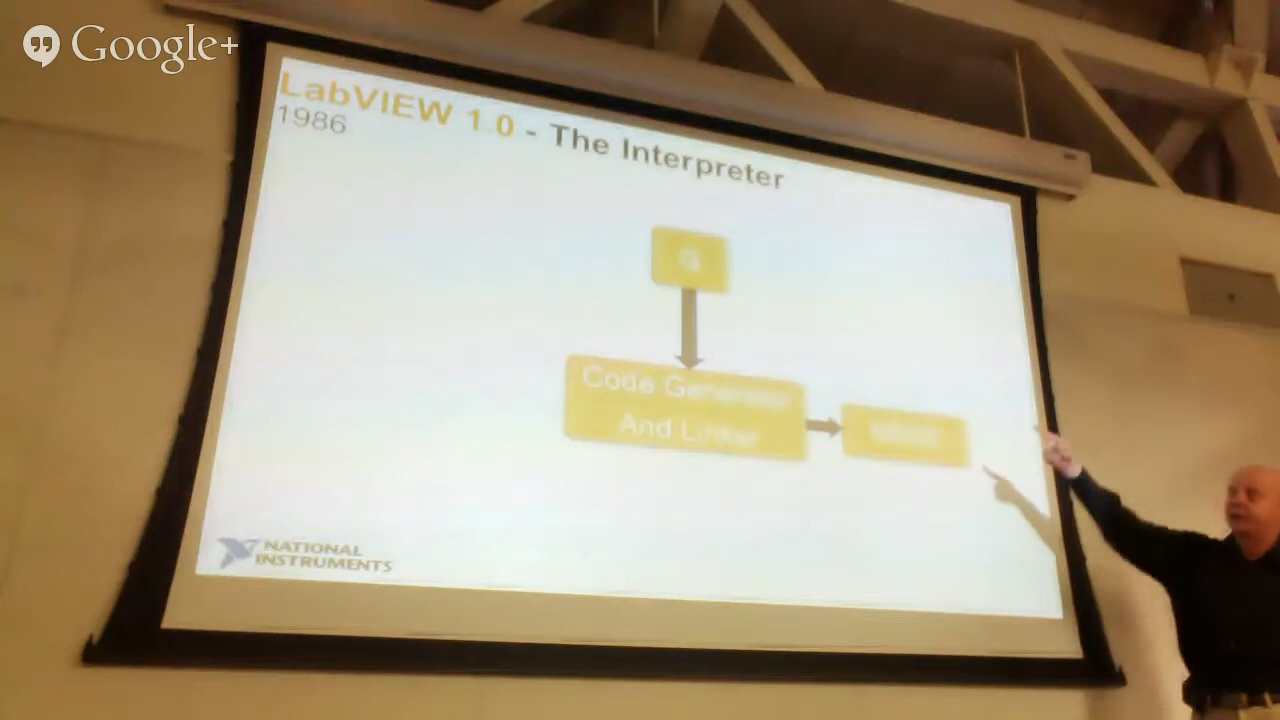 Google+
LabVIEW 1.0 - The Interpreter
1986
G
Code Generator
And Linker
NATIONAL
INSTRUMENTS